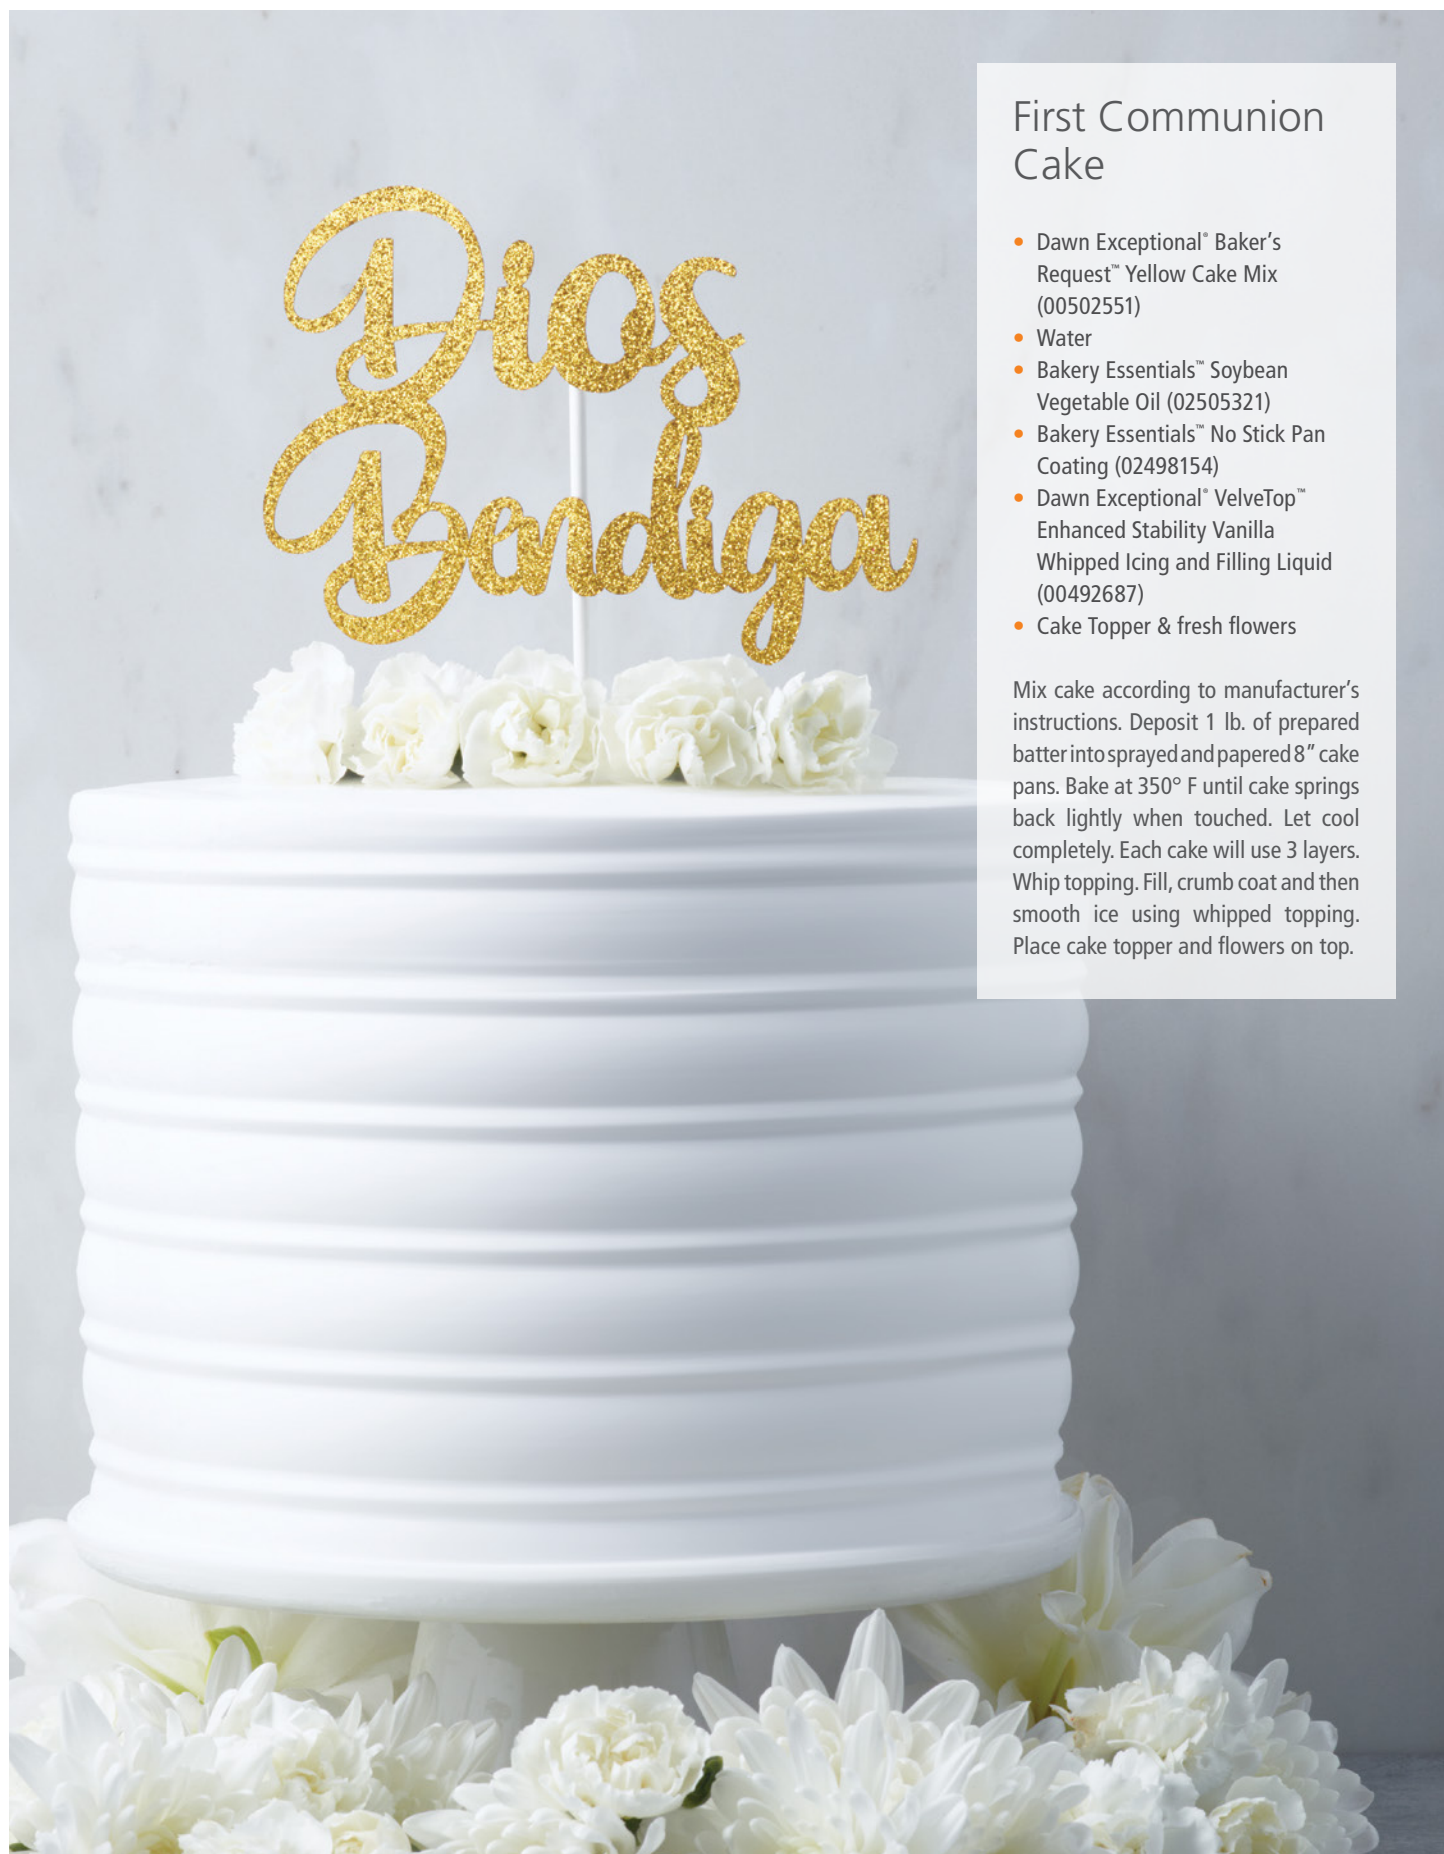 Dios
Bendiga
First Communion
Cake
• Dawn Exceptional® Baker’s
Request™ Yellow Cake Mix
(00502551)
• Water
• Bakery Essentials™ Soybean
Vegetable Oil (02505321)
• Bakery Essentials™ No Stick Pan
Coating (02498154)
• Dawn Exceptional® VelveTop™
Enhanced Stability Vanilla
Whipped Icing and Filling Liquid
(00492687)
• Cake Topper & fresh flowers
Mix cake according to manufacturer’s
instructions. Deposit 1 lb. of prepared
batter into sprayed and papered 8” cake
pans. Bake at 350° F until cake springs
back lightly when touched. Let cool
completely. Each cake will use 3 layers.
Whip topping. Fill, crumb coat and then
smooth ice using whipped topping.
Place cake topper and flowers on top.